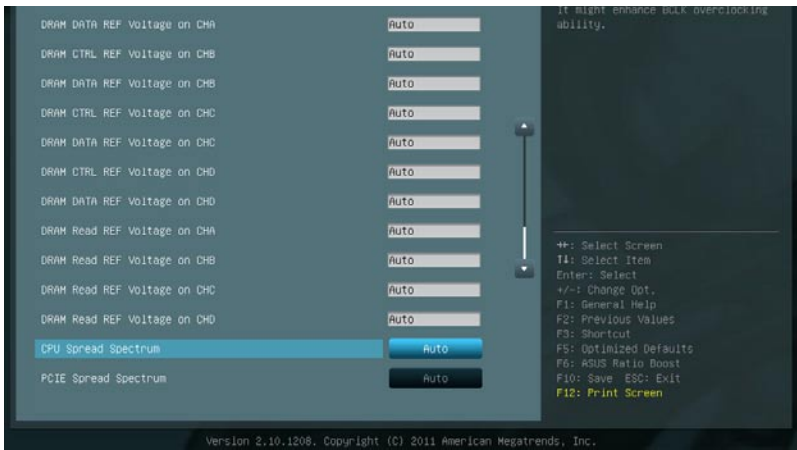 It might enhance BCLK overclocking
ability.
DRAM DATA REF Voltage on CHA
Auto
DRAM CTRL REF Voltage on CHB
Auto
DRAM DATA REF Voltage on CHB
Auto
DRAM CTRL REF Voltage on CHC
Auto
DRAM DATA REF Voltage on CHC
Auto
DRAM CTRL REF Voltage on CHD
Auto
DRAM DATA REF Voltage on CHD
Auto
DRAM Read REF Voltage on CHA
Auto
DRAM Read REF Voltage on CHB
Auto
DRAM Read REF Voltage on CHC
Auto
DRAM Read REF Voltage on CHD
Auto
CPU Spread Spectrum
Auto
PCIE Spread Spectrum
Auto
→←: Select Screen
↑↓: Select Item
Enter: Select
+/-: Change Opt.
F1: General Help
F2: Previous Values
F3: Shortcut
F5: Optimized Defaults
F6: ASUS Ratio Boost
F10: Save  ESC: Exit
F12: Print Screen
Version 2.10.1208. Copyright (C) 2011 American Megatrends, Inc.